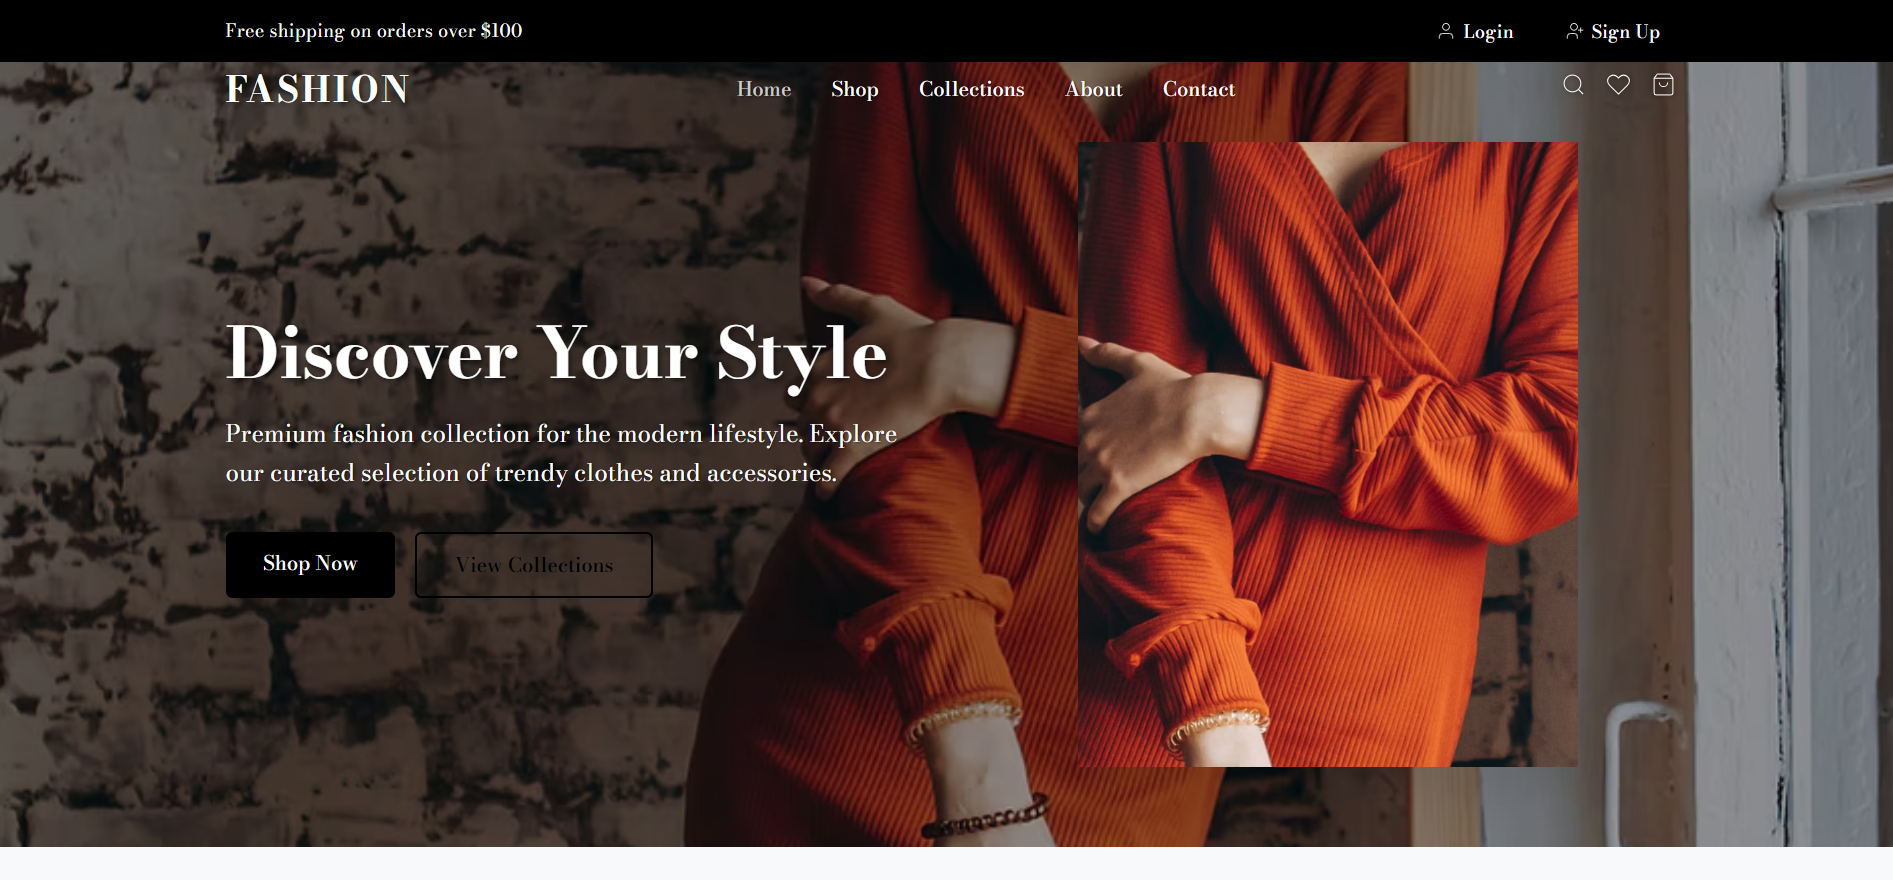 Free shipping on orders over $100
Login
Sign Up
FASHION
Home
Shop
Collections
About
Contact
Discover Your Style
Premium fashion collection for the modern lifestyle. Explore
our curated selection of trendy clothes and accessories.
Shop Now
View Collections